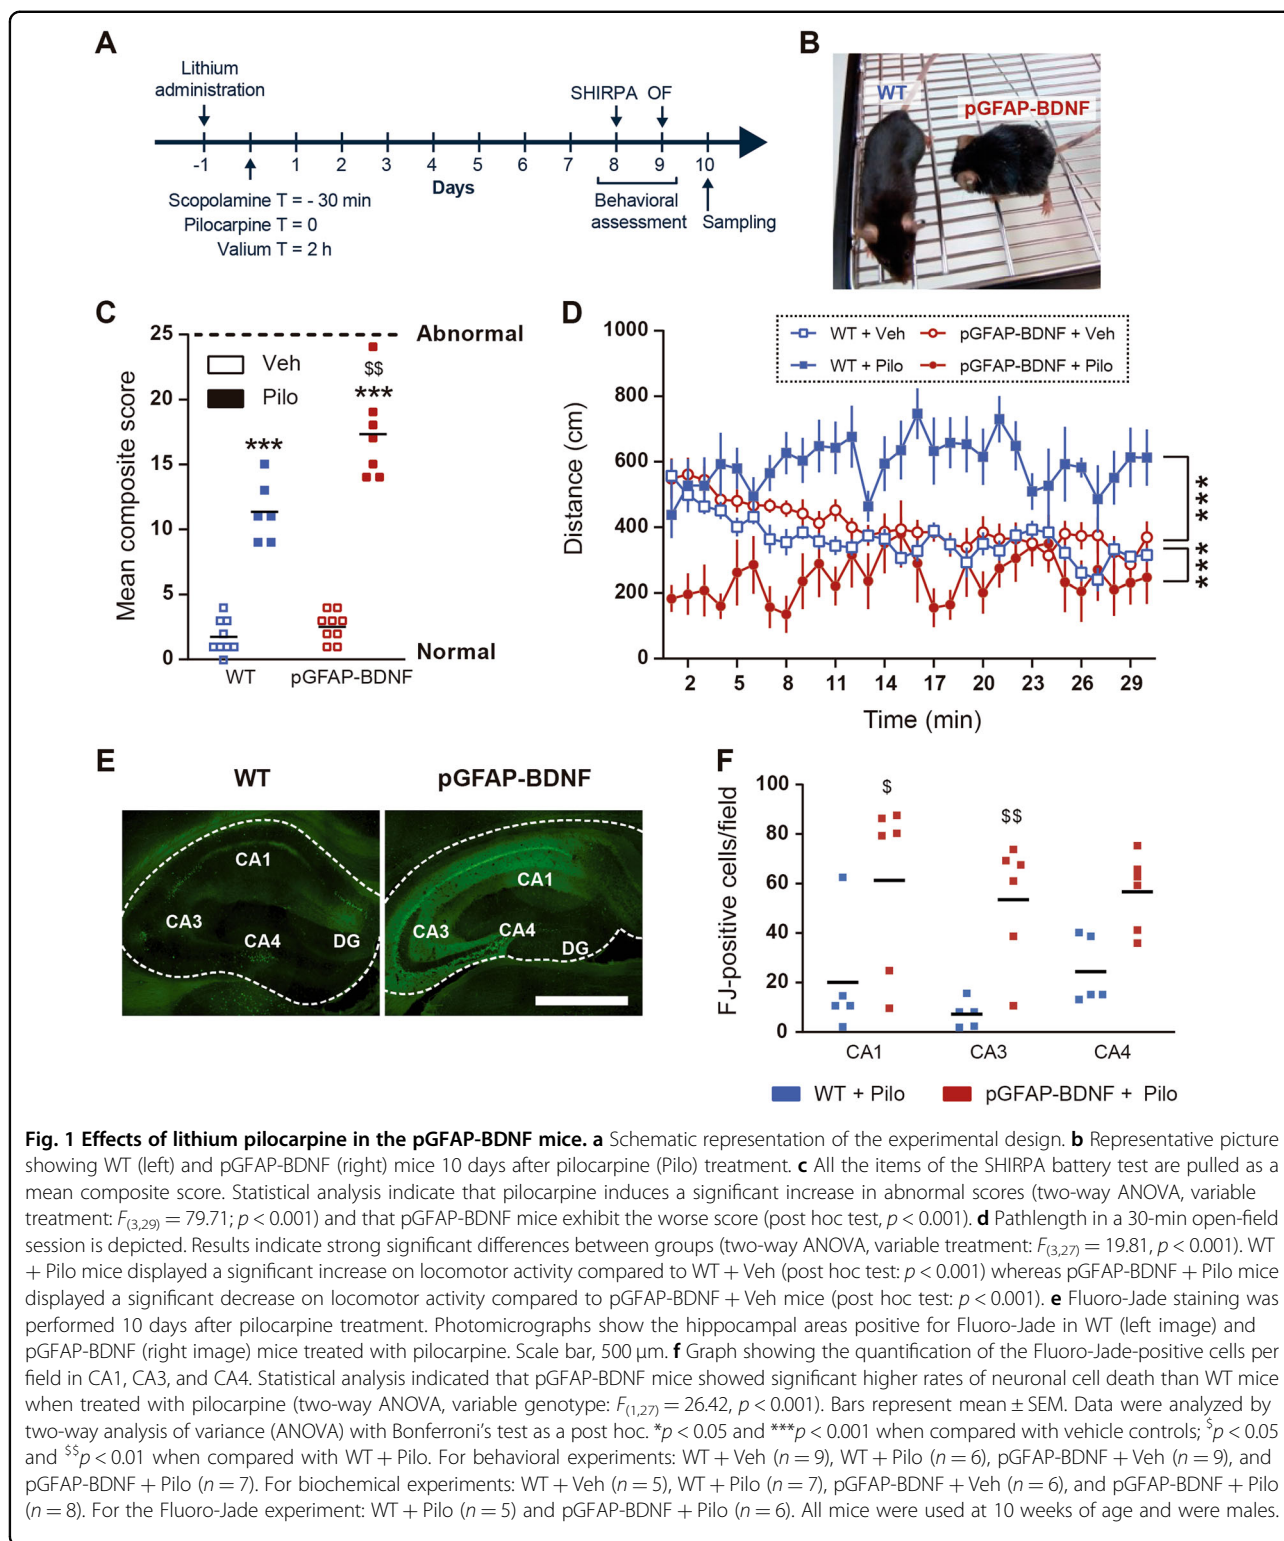 A
Lithium
administration
SHIRPA OF
-1 1 2 3 4 5 6 7 8 9 10
Days
Scopolamine T = - 30 min
Pilocarpine T = 0
Valium T = 2 h
Behavioral
assessment
Sampling
B
WT
pGFAP-BDNF
C
Mean composite score
25
20
15
10
5
0
Abnormal
Veh
Pilo
$$
***
***
Normal
WT
pGFAP-BDNF
D
Distance (cm)
1000
800
600
400
200
0
WT + Veh
pGFAP-BDNF + Veh
WT + Pilo
pGFAP-BDNF + Pilo
***
***
2 5 8 11 14 17 20 23 26 29
Time (min)
E
WT
pGFAP-BDNF
CA1
CA3
CA4
DG
CA1
CA3
CA4
DG
F
FJ-positive cells/field
100
80
60
40
20
0
$
$$
CA1
CA3
CA4
WT + Pilo
pGFAP-BDNF + Pilo
Fig. 1 Effects of lithium pilocarpine in the pGFAP-BDNF mice. a Schematic representation of the experimental design. b Representative picture
showing WT (left) and pGFAP-BDNF (right) mice 10 days after pilocarpine (Pilo) treatment. c All the items of the SHIRPA battery test are pulled as a
mean composite score. Statistical analysis indicate that pilocarpine induces a significant increase in abnormal scores (two-way ANOVA, variable
treatment: F(3,29) = 79.71; p < 0.001) and that pGFAP-BDNF mice exhibit the worse score (post hoc test, p < 0.001). d Pathlength in a 30-min open-field
session is depicted. Results indicate strong significant differences between groups (two-way ANOVA, variable treatment: F(3,27) = 19.81, p < 0.001). WT
+ Pilo mice displayed a significant increase on locomotor activity compared to WT + Veh (post hoc test: p < 0.001) whereas pGFAP-BDNF + Pilo mice
displayed a significant decrease on locomotor activity compared to pGFAP-BDNF + Veh mice (post hoc test: p < 0.001). e Fluoro-Jade staining was
performed 10 days after pilocarpine treatment. Photomicrographs show the hippocampal areas positive for Fluoro-Jade in WT (left image) and
pGFAP-BDNF (right image) mice treated with pilocarpine. Scale bar, 500 μm. f Graph showing the quantification of the Fluoro-Jade-positive cells per
field in CA1, CA3, and CA4. Statistical analysis indicated that pGFAP-BDNF mice showed significant higher rates of neuronal cell death than WT mice
when treated with pilocarpine (two-way ANOVA, variable genotype: F(1,27) = 26.42, p < 0.001). Bars represent mean ± SEM. Data were analyzed by
two-way analysis of variance (ANOVA) with Bonferroni's test as a post hoc. *p < 0.05 and ***p < 0.001 when compared with vehicle controls; $p < 0.05
and $$p < 0.01 when compared with WT + Pilo. For behavioral experiments: WT + Veh (n = 9), WT + Pilo (n = 6), pGFAP-BDNF + Veh (n = 9), and
pGFAP-BDNF + Pilo (n = 7). For biochemical experiments: WT + Veh (n = 5), WT + Pilo (n = 7), pGFAP-BDNF + Veh (n = 6), and pGFAP-BDNF + Pilo
(n = 8). For the Fluoro-Jade experiment: WT + Pilo (n = 5) and pGFAP-BDNF + Pilo (n = 6). All mice were used at 10 weeks of age and were males.